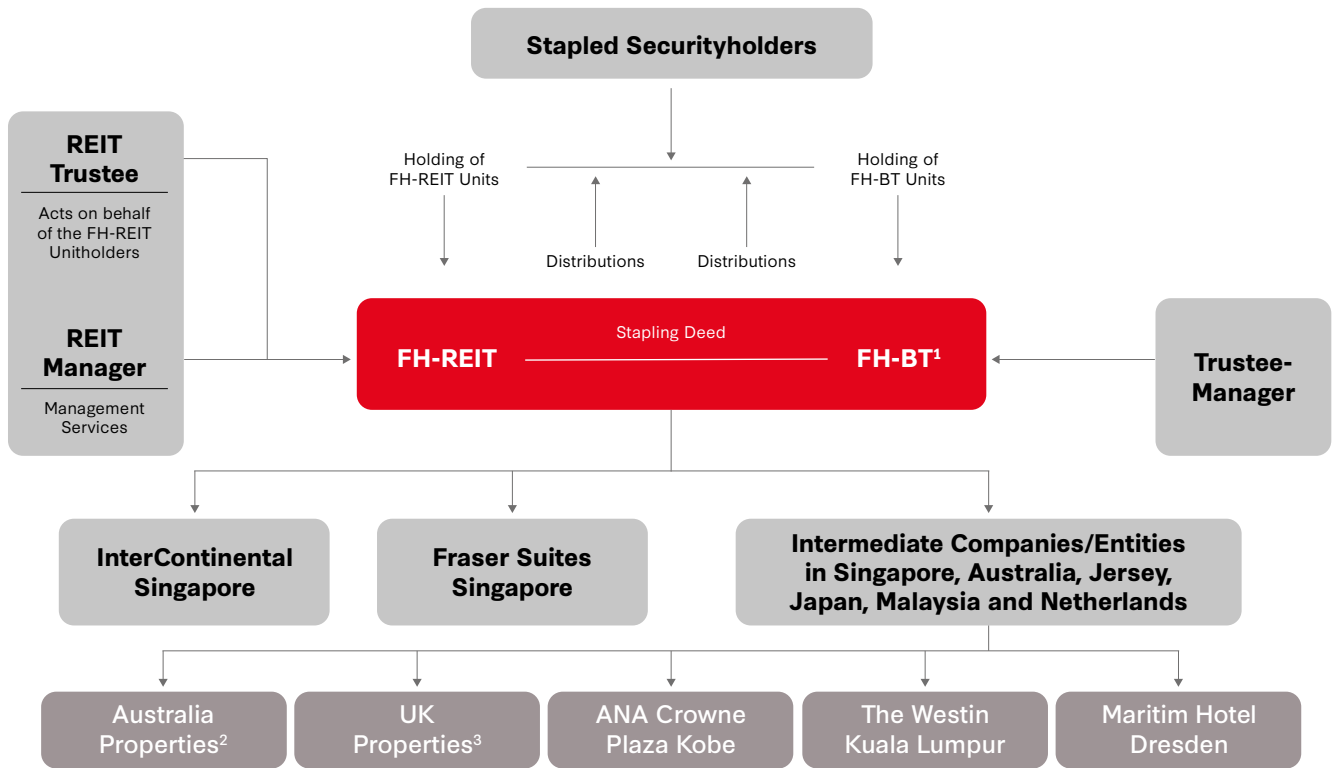 Stapled Securityholders
REIT
Trustee
Acts on behalf
of the FH-REIT
Unitholders
REIT
Manager
Management
Services
Holding of
FH-REIT Units
Distributions
Distributions
Holding of
FH-BT Units
FH-REIT
Stapling Deed
FH-BT¹
Trustee-
Manager
InterContinental
Singapore
Fraser Suites
Singapore
Intermediate Companies/Entities
in Singapore, Australia, Jersey,
Japan, Malaysia and Netherlands
Australia
Properties²
UK
Properties³
ANA Crowne
Plaza Kobe
The Westin
Kuala Lumpur
Maritim Hotel
Dresden